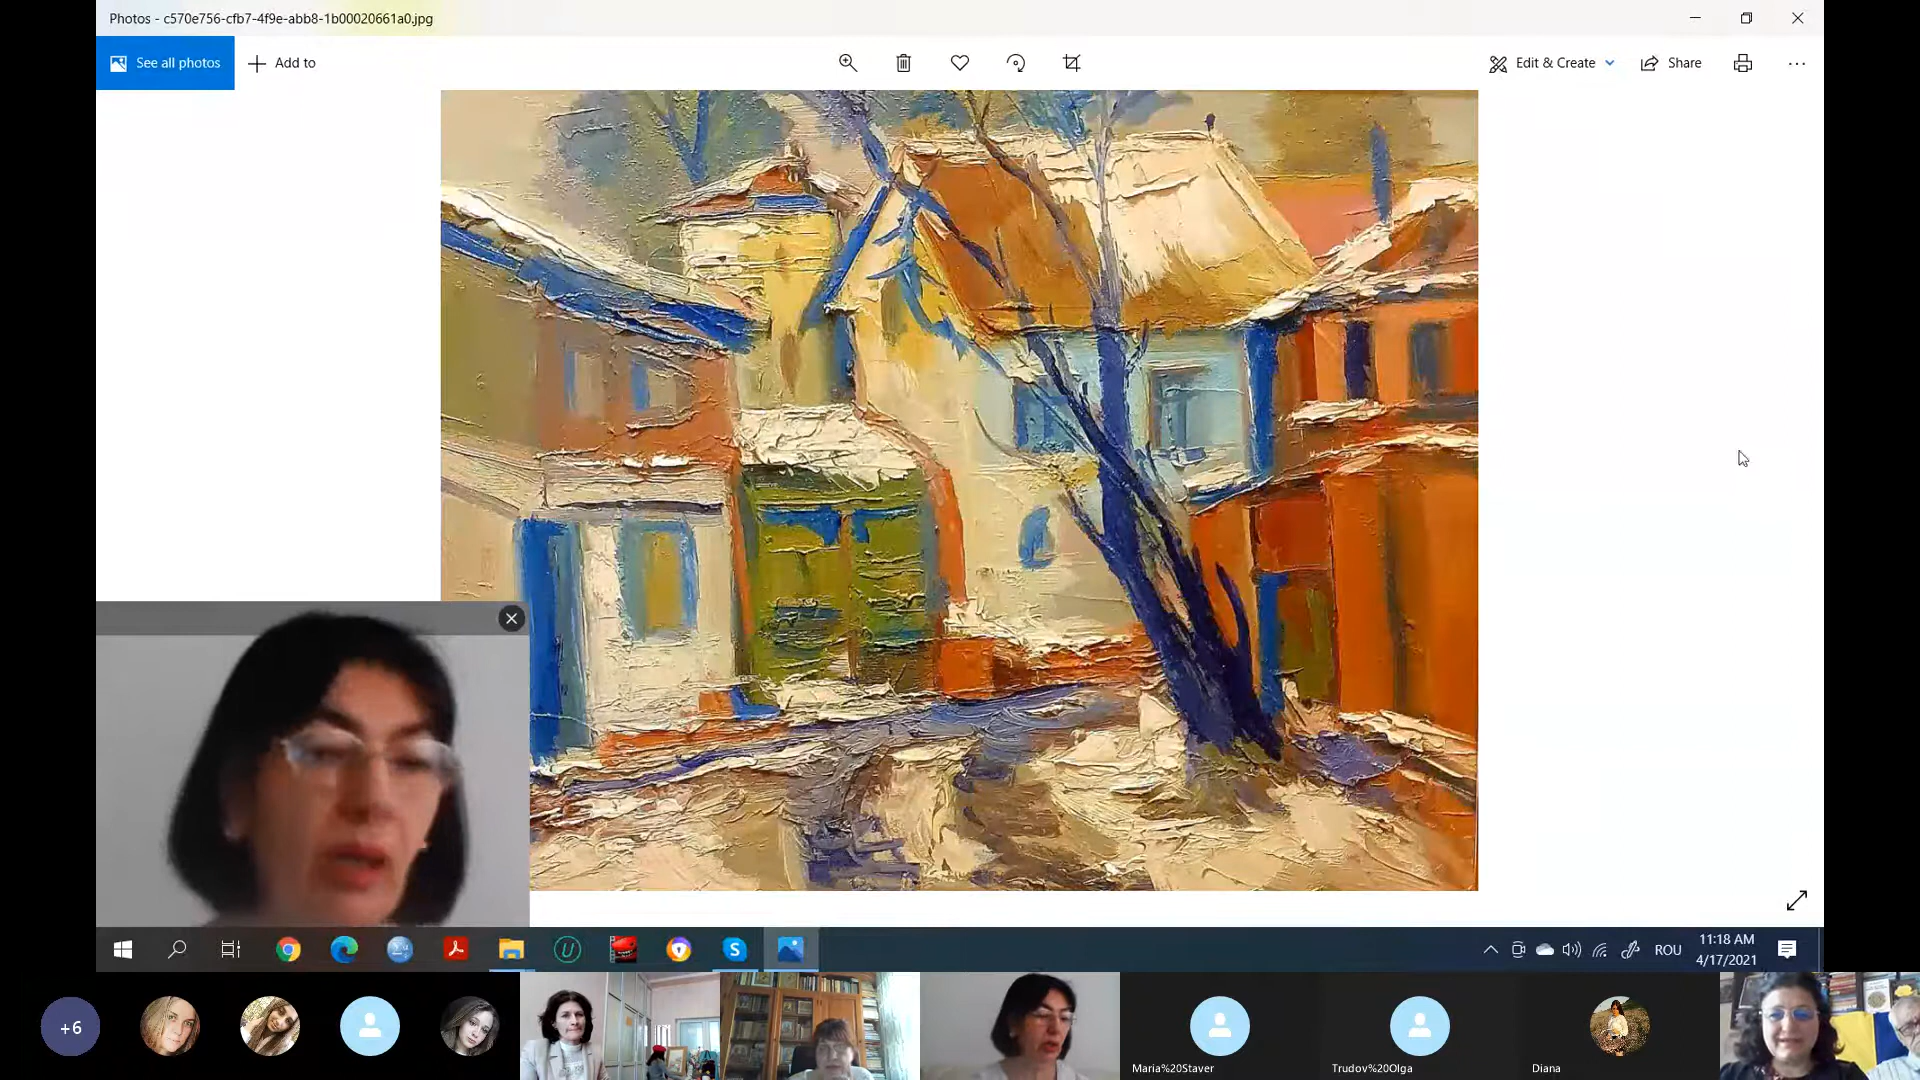 Photos - c570e756-cfb7-4f9e-abb8-1b00020661a0.jpg
See all photos
Add to
Edit & Create
Share
ROU
11:18 AM
4/17/2021
+6
Maria%20Staver
Trudov%20Olga
Diana